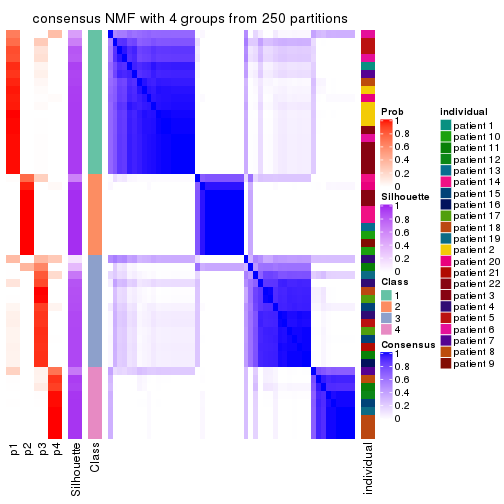 consensus NMF with 4 groups from 250 partitions
Prob
1
0.8
0.6
0.4
0.2
0
Silhouette
1
0.8
0.6
0.4
0.2
0
Class
1
2
3
4
Consensus
1
0.8
0.6
0.4
0.2
0
individual
patient 1
patient 10
patient 11
patient 12
patient 13
patient 14
patient 15
patient 16
patient 17
patient 18
patient 19
patient 2
patient 20
patient 21
patient 22
patient 3
patient 4
patient 5
patient 6
patient 7
patient 8
patient 9
p1
p2
p3
p4
Silhouette
Class
individual